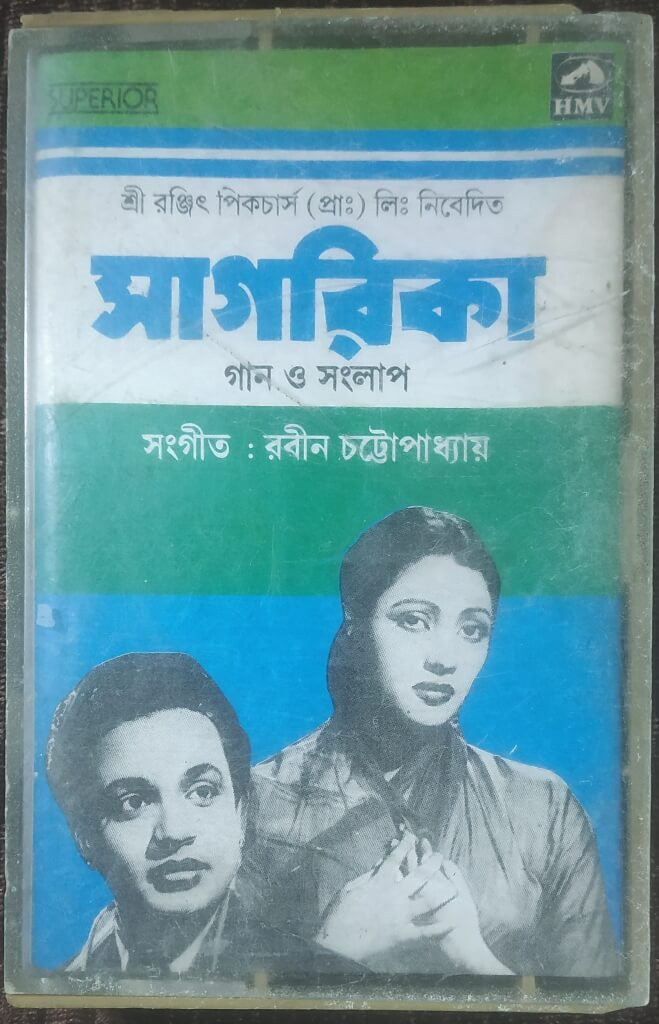 SUPERIOR
HMV
শ্রী রঞ্জিৎ পিকচার্স (প্রাঃ) লিঃ নিবেদিত
সাগরিকা
গান ও সংলাপ
সংগীত : রবীন চট্টোপাধ্যায়